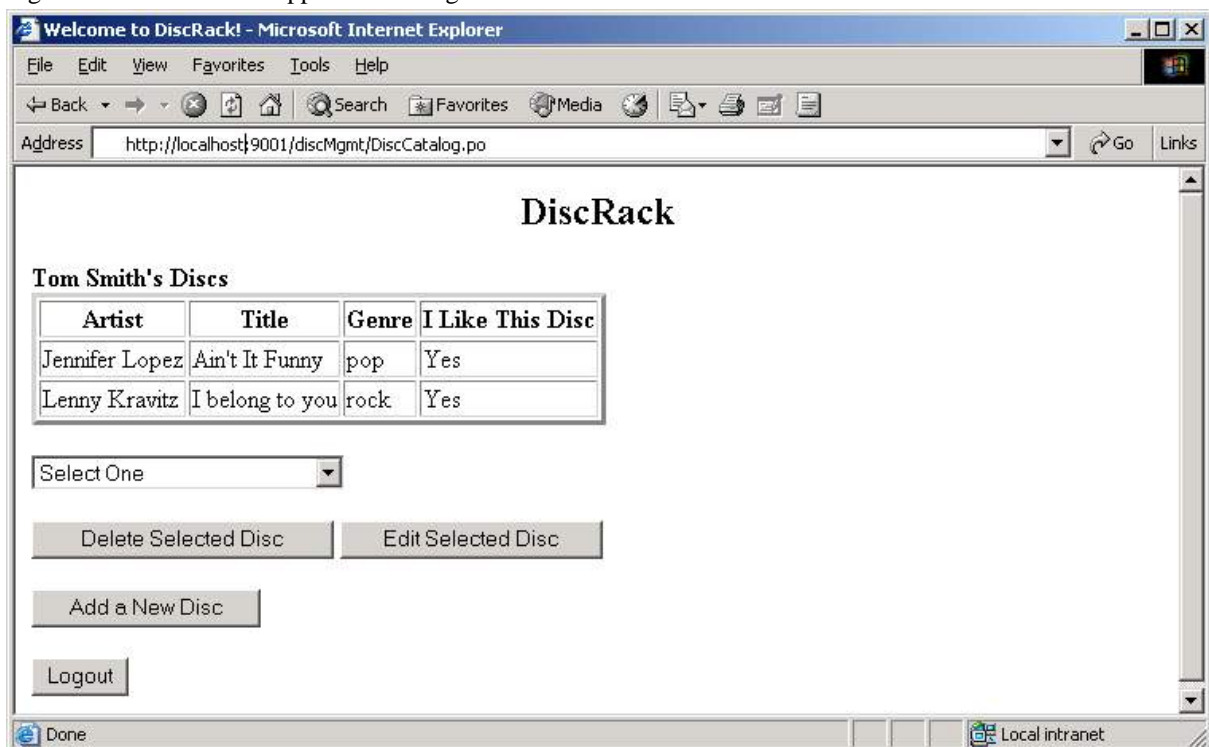 Welcome to DiscRack! - Microsoft Internet Explorer
File Edit View Favorites Tools Help
Back Search Favorites Media
Address http://localhost:9001/discMgmt/DiscCatalog.po Go Links
DiscRack
Tom Smith's Discs
Artist Title Genre I Like This Disc
Jennifer Lopez Ain't It Funny pop Yes
Lenny Kravitz I belong to you rock Yes
Select One
Delete Selected Disc Edit Selected Disc
Add a New Disc
Logout
Done Local intranet